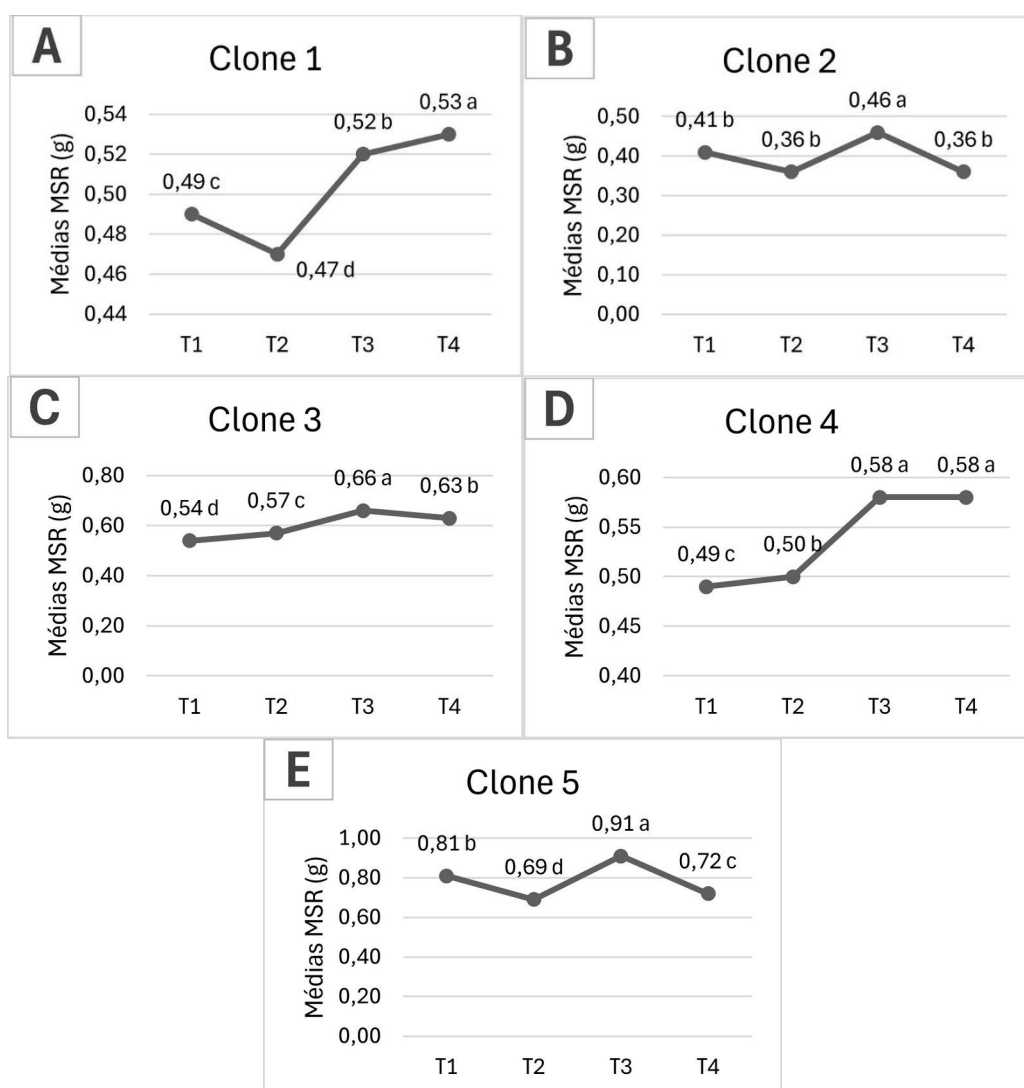 A
Clone 1
Médias MSR (g)
0,54
0,52
0,50
0,48
0,46
0,44
0,49 c
0,47 d
0,52 b
0,53 a
T1 T2 T3 T4
B
Clone 2
Médias MSR (g)
0,50
0,40
0,30
0,20
0,10
0,00
0,41 b
0,36 b
0,46 a
0,36 b
T1 T2 T3 T4
C
Clone 3
Médias MSR (g)
0,80
0,60
0,40
0,20
0,00
0,54 d
0,57 c
0,66 a
0,63 b
T1 T2 T3 T4
D
Clone 4
Médias MSR (g)
0,60
0,55
0,50
0,45
0,40
0,49 c
0,50 b
0,58 a
0,58 a
T1 T2 T3 T4
E
Clone 5
Médias MSR (g)
1,00
0,80
0,60
0,40
0,20
0,00
0,81 b
0,69 d
0,91 a
0,72 c
T1 T2 T3 T4